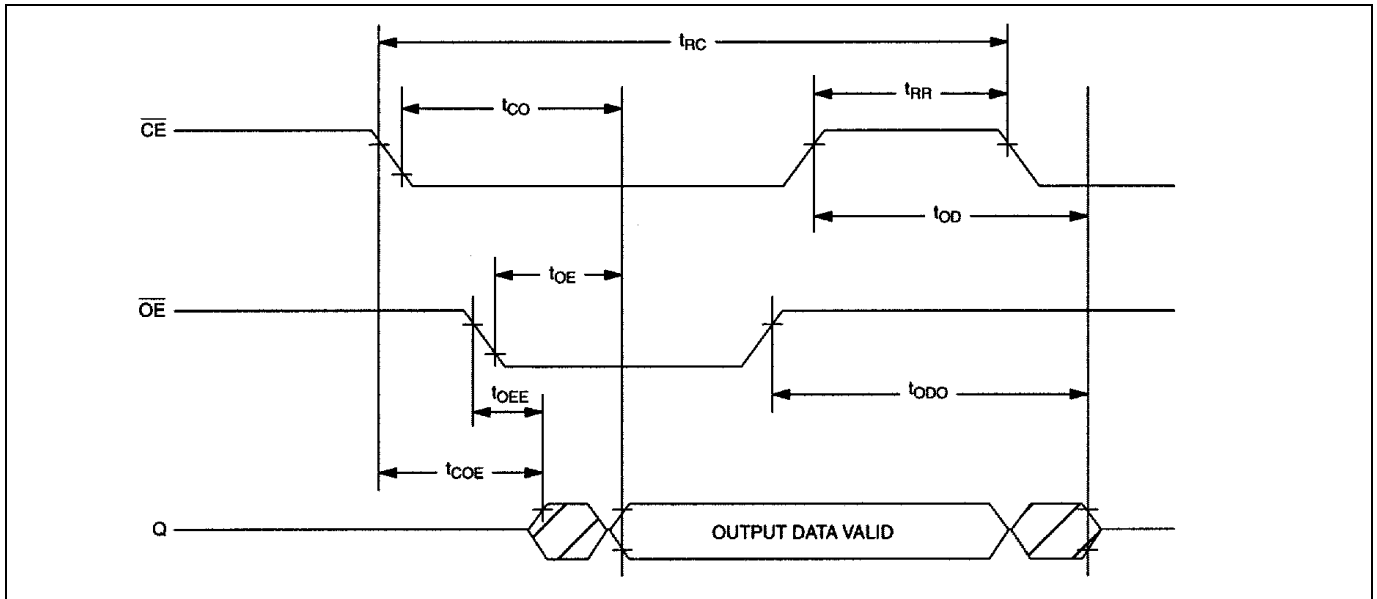 tRC
tCO
tRR
CE
tOD
tOE
OE
tOEE
tODO
tCOE
Q
OUTPUT DATA VALID